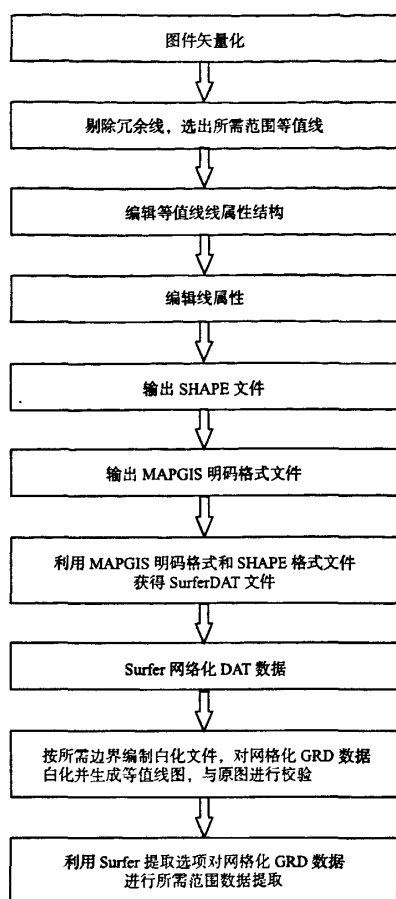 图件矢量化
剔除冗余线，选出所需范围等值线
编辑等值线线属性结构
编辑线属性
输出 SHAPE 文件
输出 MAPGIS 明码格式文件
利用 MAPGIS 明码格式和 SHAPE 格式文件
获得 SurferDAT 文件
Surfer 网络化 DAT 数据
按所需边界编制白化文件，对网格化 GRD 数据
白化并生成等值线图，与原图进行校验
利用 Surfer 提取选项对网格化 GRD 数据
进行所需范围数据提取